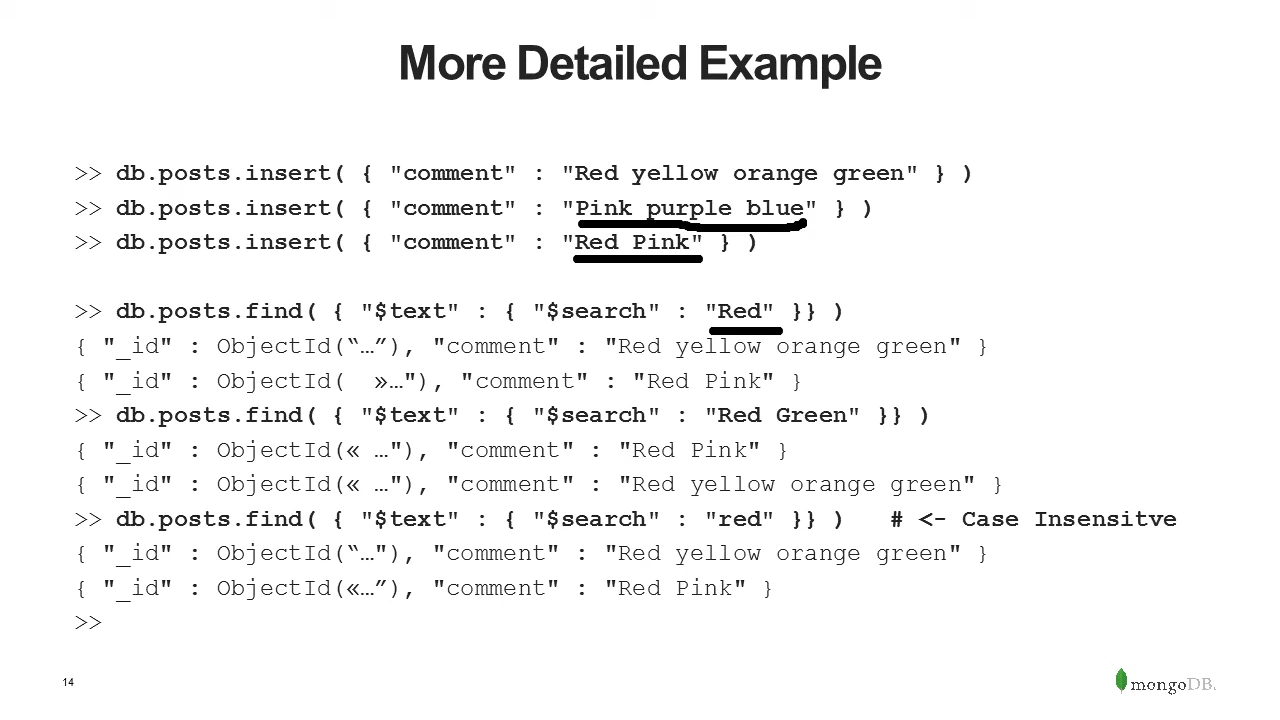 More Detailed Example
>> db.posts.insert( { "comment" : "Red yellow orange green" } )
>> db.posts.insert( { "comment" : "Pink purple blue" } )
>> db.posts.insert( { "comment" : "Red Pink" } )
>> db.posts.find( { "$text" : { "$search" : "Red" }} )
{ "_id" : ObjectId(“…”), "comment" : "Red yellow orange green" }
{ "_id" : ObjectId(  »…"), "comment" : "Red Pink" }
>> db.posts.find( { "$text" : { "$search" : "Red Green" }} )
{ "_id" : ObjectId(« …"), "comment" : "Red Pink" }
{ "_id" : ObjectId(« …"), "comment" : "Red yellow orange green" }
>> db.posts.find( { "$text" : { "$search" : "red" }} )   # <- Case Insensitve
{ "_id" : ObjectId(“…"), "comment" : "Red yellow orange green" }
{ "_id" : ObjectId(«…”), "comment" : "Red Pink" }
>>
14
mongoDB.